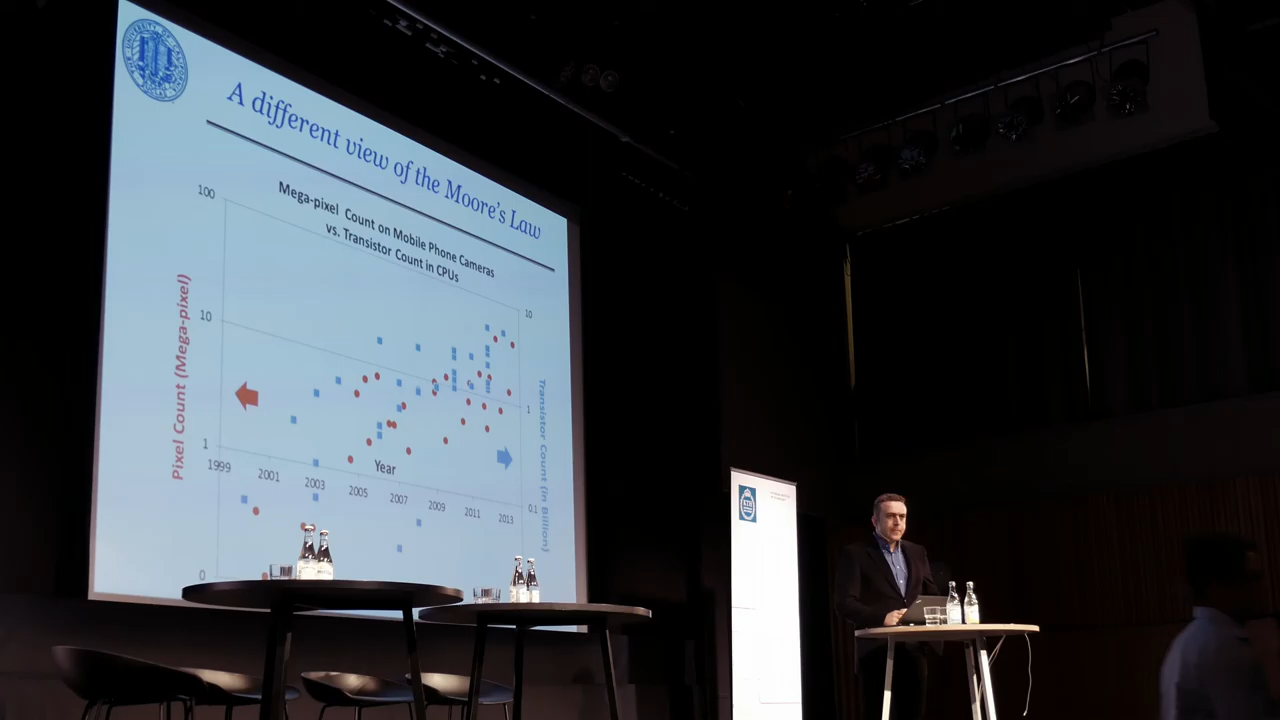 A different view of the Moore's Law
Mega-pixel Count on Mobile Phone Cameras
vs. Transistor Count in CPUs
Pixel Count (Mega-pixel)
100
10
1
0
Year
1999
2001
2003
2005
2007
2009
2011
2013
10
1
0.1
Transistor Count (in Billion)
KTH